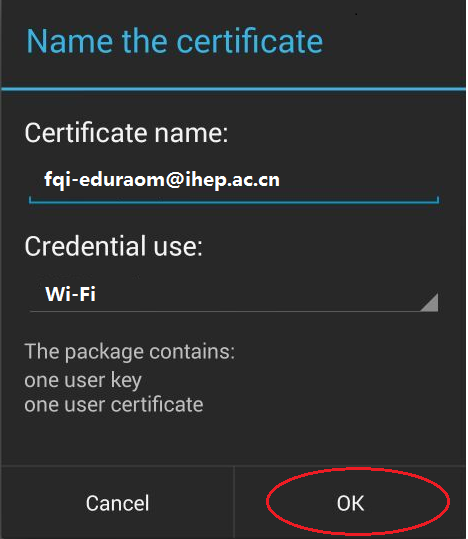 Name the certificate
Certificate name:
fqi-eduraom@ihep.ac.cn
Credential use:
Wi-Fi
The package contains:
one user key
one user certificate
Cancel
OK